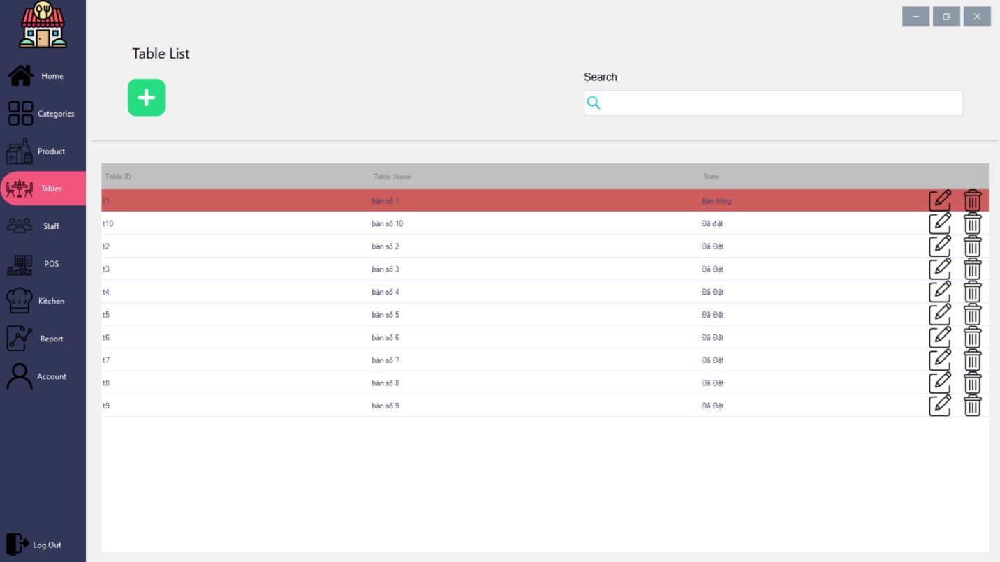 Table List
Search
Home
Categories
Product
Tables
Staff
POS
Kitchen
Report
Account
Log Out
Table ID Table Name State
t1 bàn số 1 Bàn trống
t10 bàn số 10 Đã đặt
t2 bàn số 2 Đã Đặt
t3 bàn số 3 Đã Đặt
t4 bàn số 4 Đã Đặt
t5 bàn số 5 Đã Đặt
t6 bàn số 6 Đã Đặt
t7 bàn số 7 Đã Đặt
t8 bàn số 8 Đã Đặt
t9 bàn số 9 Đã Đặt